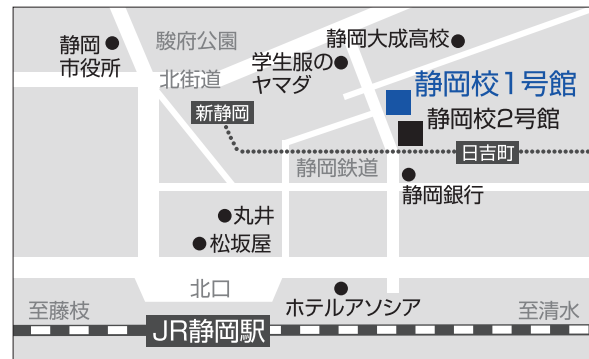 静岡
市役所
駿府公園
静岡大成高校
学生服の
ヤマダ
北街道
静岡校1号館
新静岡
静岡校2号館
日吉町
静岡鉄道
静岡銀行
丸井
松坂屋
北口
ホテルアソシア
至藤枝
至清水
JR静岡駅